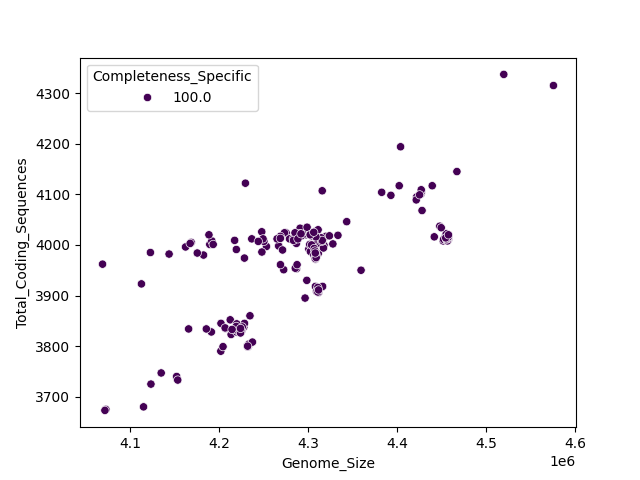 Completeness_Specific
100.0
4300
4200
4100
4000
3900
3800
3700
Total_Coding_Sequences
4.1 4.2 4.3 4.4 4.5 4.6
1e6
Genome_Size